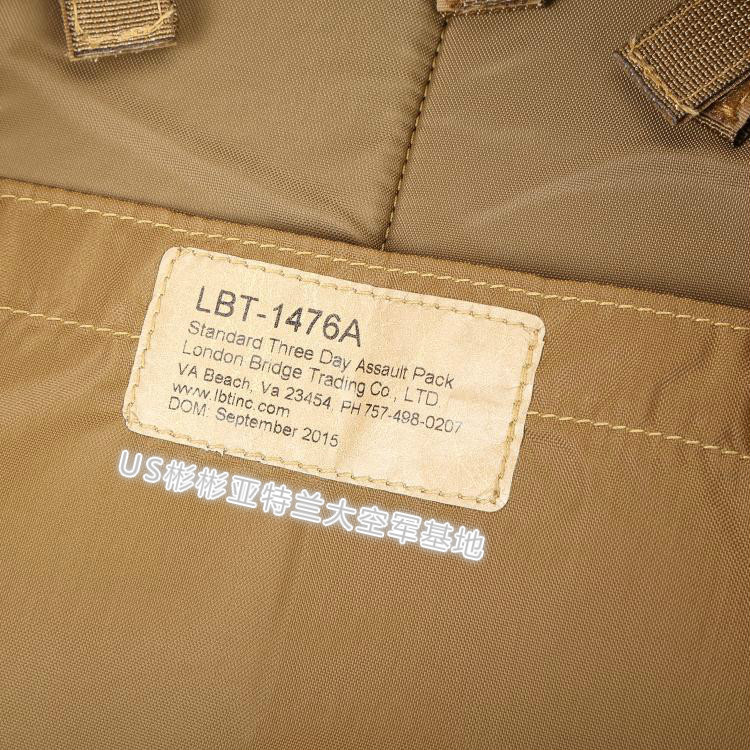 LBT-1476A
Standard Three Day Assault Pack
London Bridge Trading Co., LTD
VA Beach, Va 23454, PH 757-498-0207
www.lbtinc.com
DOM: September 2015
US彬彬亚特兰大空军基地